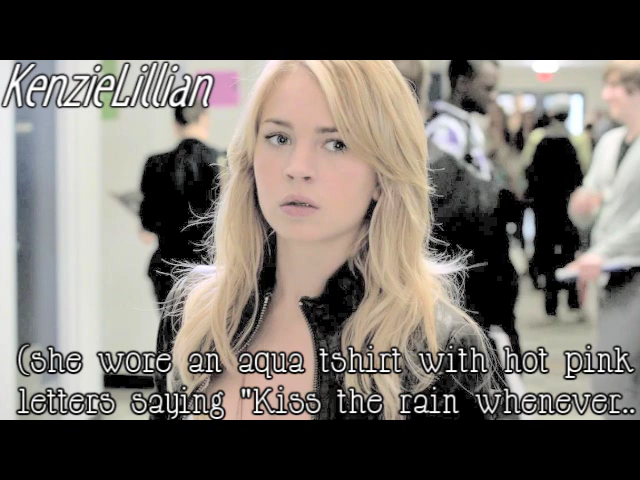 KenzieLillian
(she wore an aqua tshirt with hot pink
letters saying "Kiss the rain whenever..